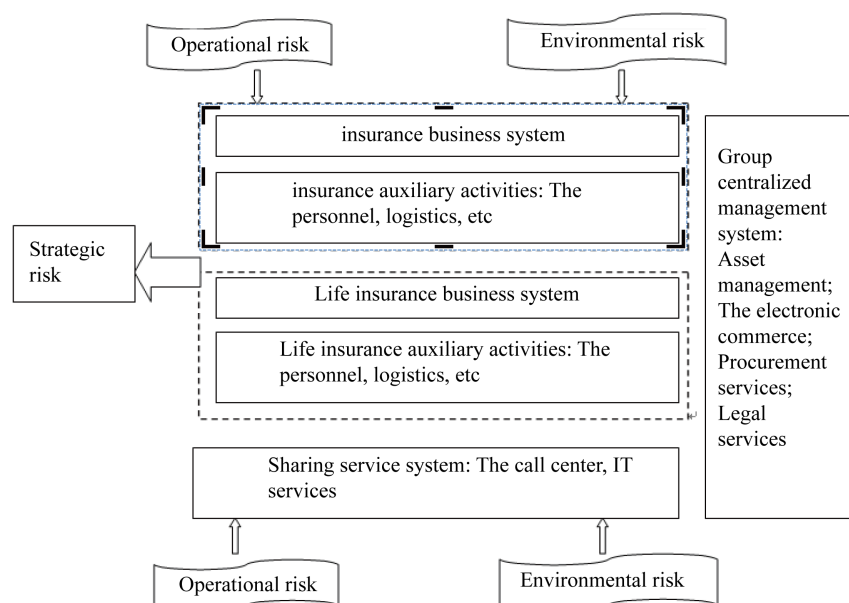 Operational risk
Environmental risk
insurance business system
insurance auxiliary activities: The
personnel, logistics, etc
Strategic
risk
Life insurance business system
Life insurance auxiliary activities: The
personnel, logistics, etc
Group
centralized
management
system:
Asset
management;
The electronic
commerce;
Procurement
services;
Legal
services
Sharing service system: The call center, IT
services
Operational risk
Environmental risk